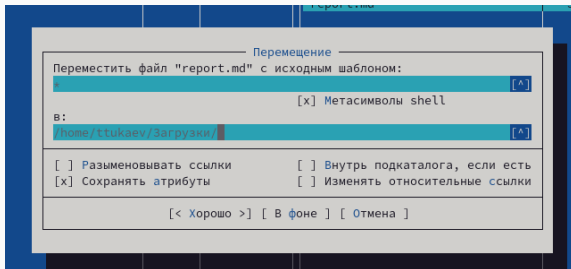 report.md
Перемещение
Переместить файл "report.md" с исходным шаблоном:
* [^]
[x] Метасимволы shell
в:
/home/ttukaev/Загрузки/ [^]
[ ] Разыменовывать ссылки [ ] Внутрь подкаталога, если есть
[x] Сохранять атрибуты [ ] Изменять относительные ссылки
[< Хорошо >] [ В фоне ] [ Отмена ]